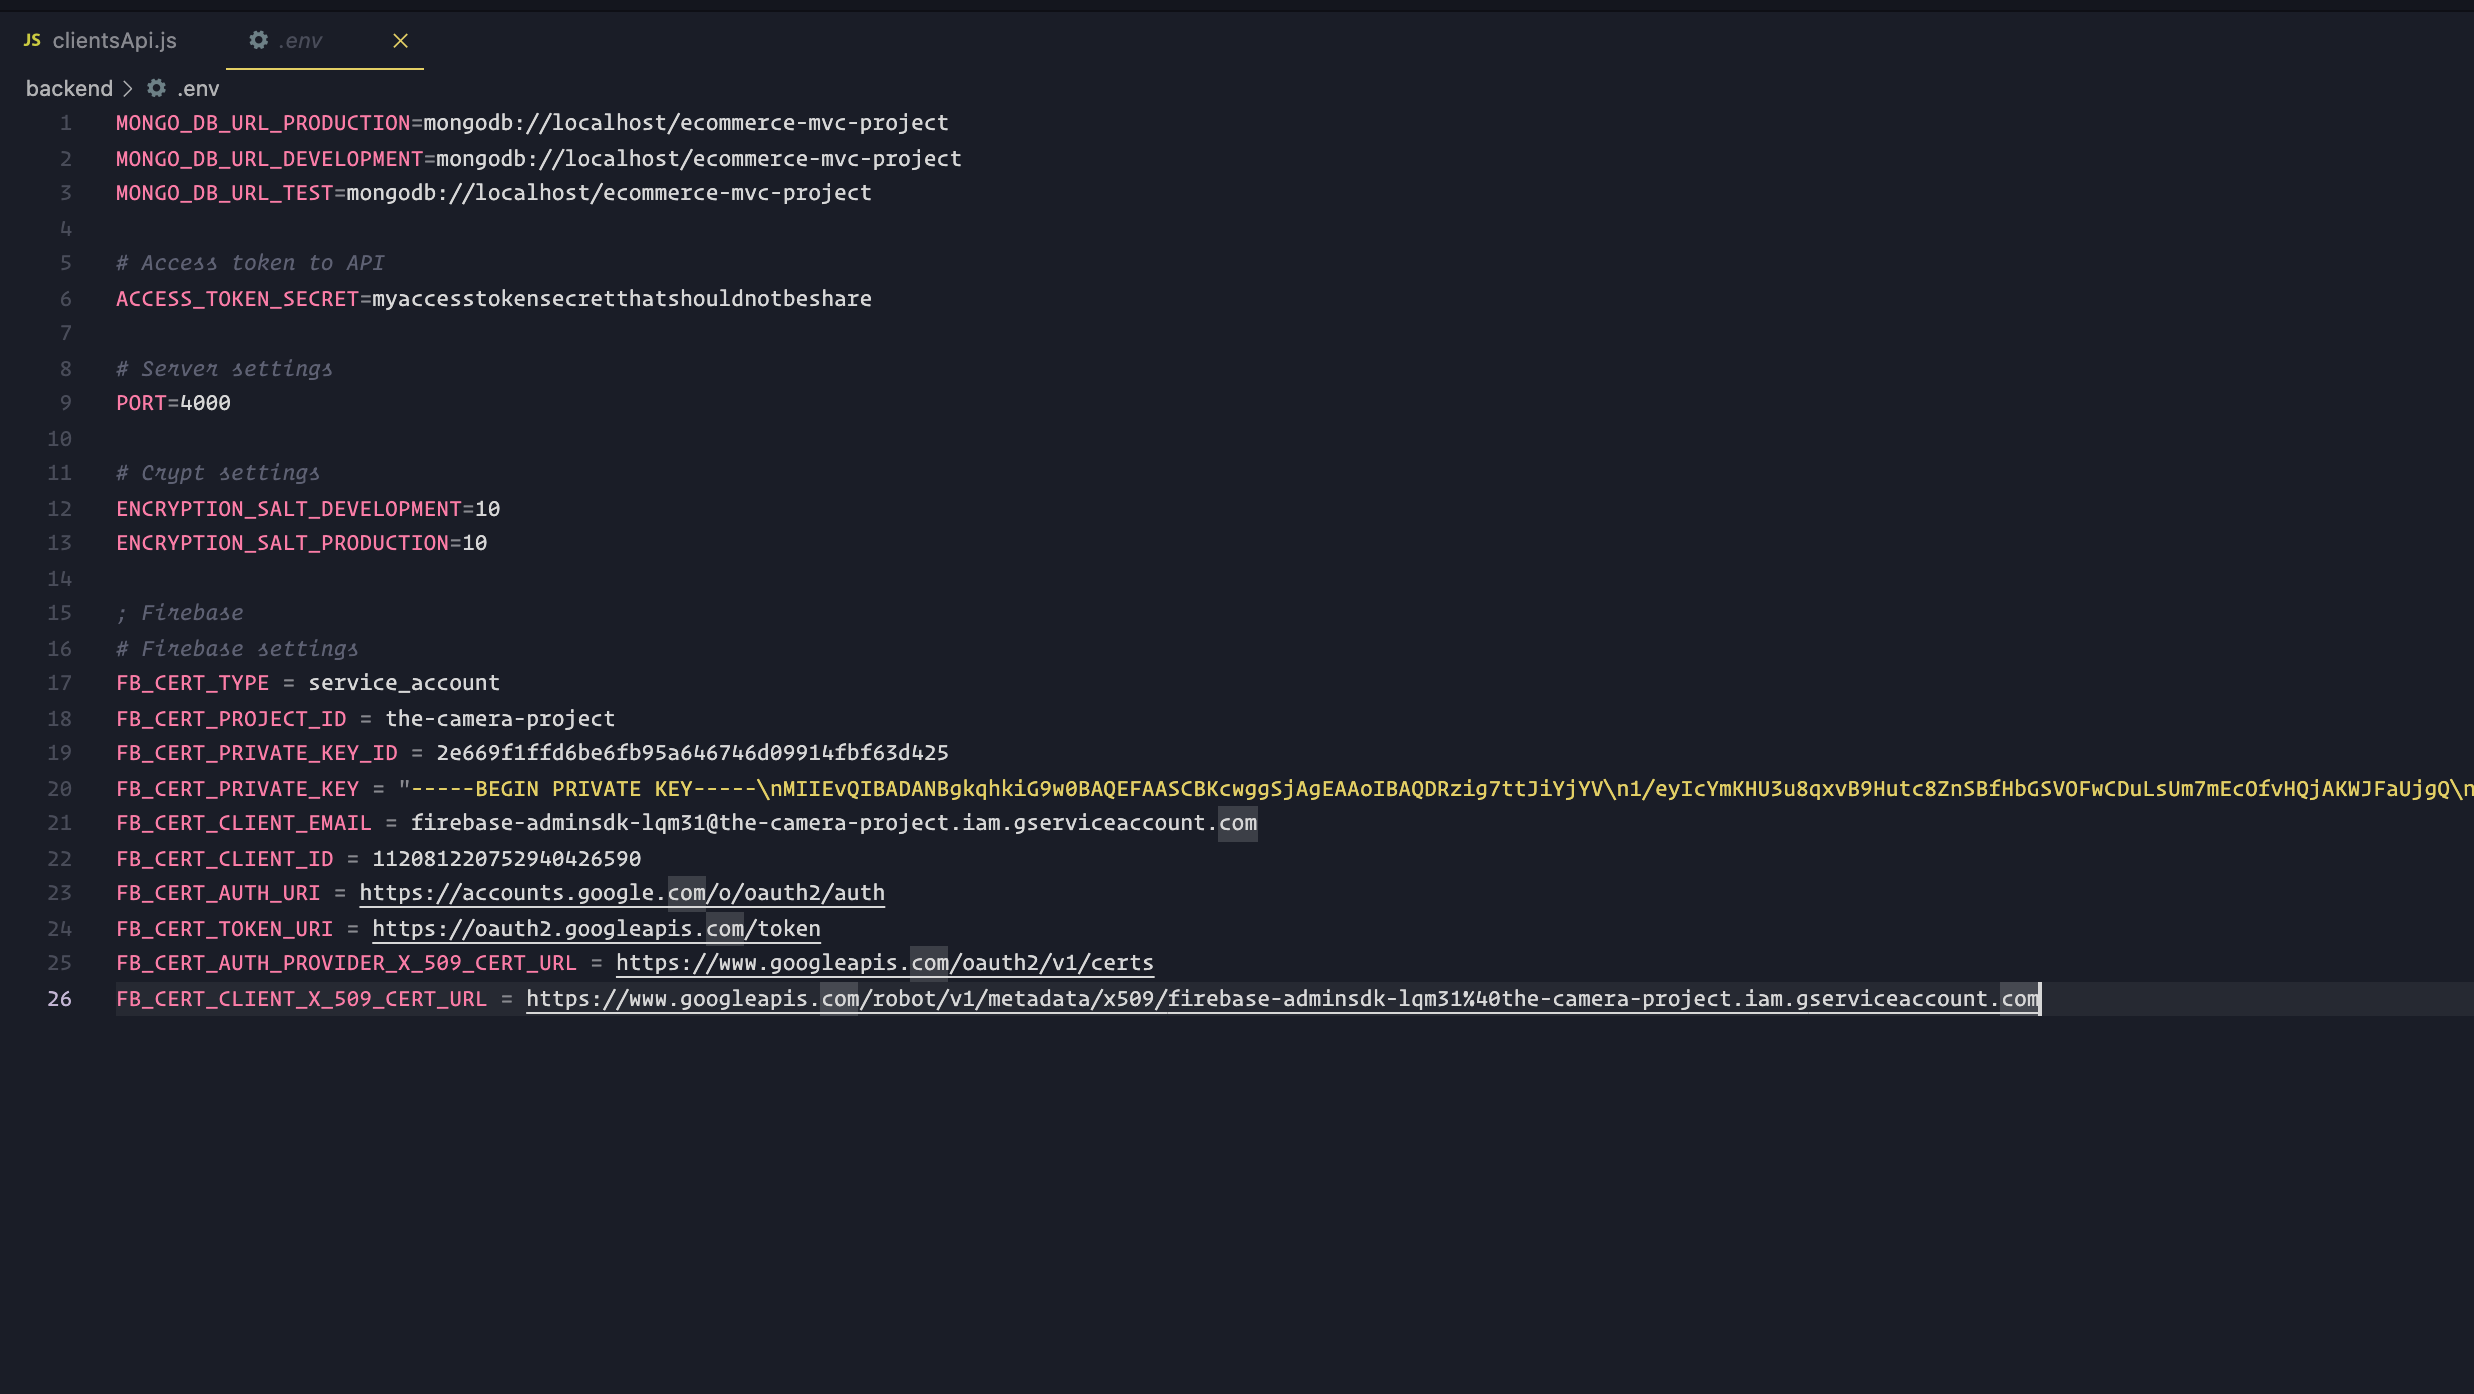 JS clientsApi.js .env
backend > .env
1 MONGO_DB_URL_PRODUCTION=mongodb://localhost/ecommerce-mvc-project
2 MONGO_DB_URL_DEVELOPMENT=mongodb://localhost/ecommerce-mvc-project
3 MONGO_DB_URL_TEST=mongodb://localhost/ecommerce-mvc-project
4
5 # Access token to API
6 ACCESS_TOKEN_SECRET=myaccesstokensecretthatshouldnotbeshare
7
8 # Server settings
9 PORT=4000
10
11 # Crypt settings
12 ENCRYPTION_SALT_DEVELOPMENT=10
13 ENCRYPTION_SALT_PRODUCTION=10
14
15 ; Firebase
16 # Firebase settings
17 FB_CERT_TYPE = service_account
18 FB_CERT_PROJECT_ID = the-camera-project
19 FB_CERT_PRIVATE_KEY_ID = 2e669f1ffd6be6fb95a646746d09914fbf63d425
20 FB_CERT_PRIVATE_KEY = "-----BEGIN PRIVATE KEY-----\nMIIEvQIBADANBgkqhkiG9w0BAQEFAASCBKcwggSjAgEAAoIBAQDRzig7ttJiYjYV\n1/eyIcYmKHU3u8qxvB9Hutc8ZnSBfHbGSVOFwCDuLsUm7mEcOfvHQjAKWJFaUjgQ\n
21 FB_CERT_CLIENT_EMAIL = firebase-adminsdk-lqm31@the-camera-project.iam.gserviceaccount.com
22 FB_CERT_CLIENT_ID = 112081220752940426590
23 FB_CERT_AUTH_URI = https://accounts.google.com/o/oauth2/auth
24 FB_CERT_TOKEN_URI = https://oauth2.googleapis.com/token
25 FB_CERT_AUTH_PROVIDER_X_509_CERT_URL = https://www.googleapis.com/oauth2/v1/certs
26 FB_CERT_CLIENT_X_509_CERT_URL = https://www.googleapis.com/robot/v1/metadata/x509/firebase-adminsdk-lqm31%40the-camera-project.iam.gserviceaccount.com